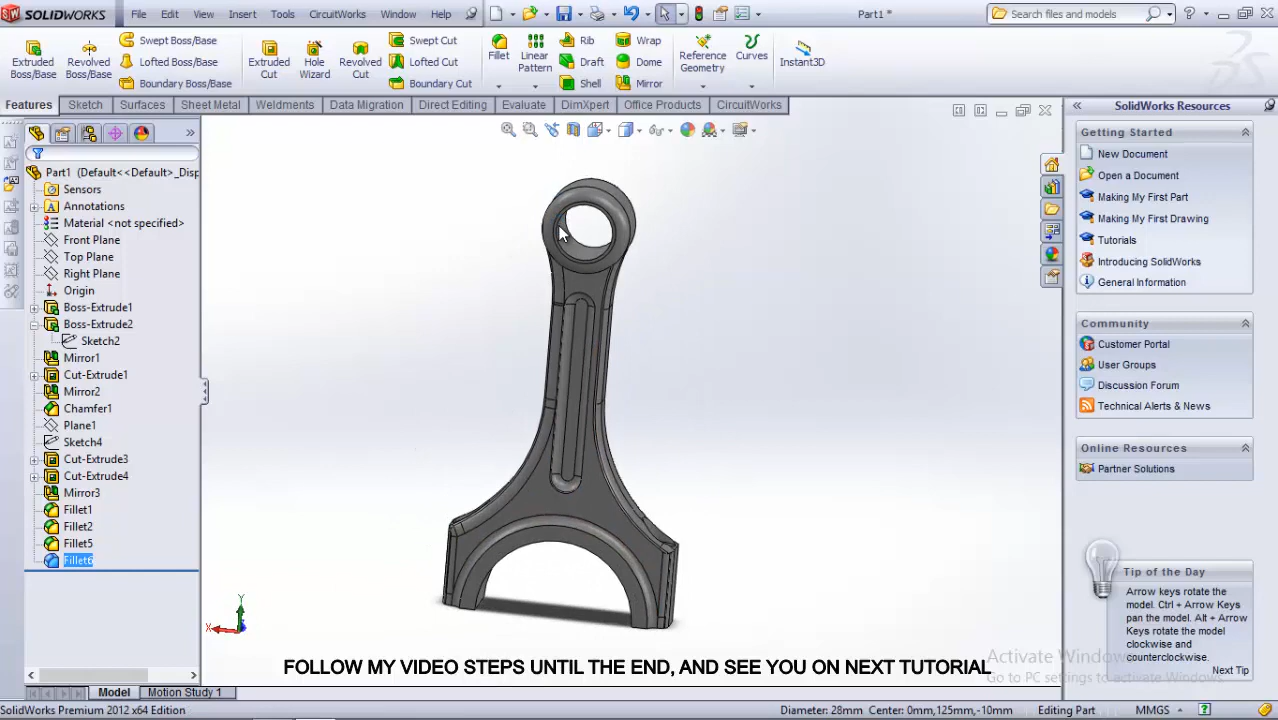 SOLIDWORKS File Edit View Insert Tools CircuitWorks Window Help Part1 * Search files and models
Extruded Boss/Base
Revolved Boss/Base
Swept Boss/Base
Lofted Boss/Base
Boundary Boss/Base
Extruded Cut
Hole Wizard
Revolved Cut
Swept Cut
Lofted Cut
Boundary Cut
Fillet
Linear Pattern
Rib
Draft
Shell
Wrap
Dome
Mirror
Reference Geometry
Curves
Instant3D
Features Sketch Surfaces Sheet Metal Weldments Data Migration Direct Editing Evaluate DimXpert Office Products CircuitWorks
Part1 (Default<<Default>_Disp
Sensors
Annotations
Material <not specified>
Front Plane
Top Plane
Right Plane
Origin
Boss-Extrude1
Boss-Extrude2
Sketch2
Mirror1
Cut-Extrude1
Mirror2
Chamfer1
Plane1
Sketch4
Cut-Extrude3
Cut-Extrude4
Mirror3
Fillet1
Fillet2
Fillet5
Fillet6
Y
X
SolidWorks Resources
Getting Started
New Document
Open a Document
Making My First Part
Making My First Drawing
Tutorials
Introducing SolidWorks
General Information
Community
Customer Portal
User Groups
Discussion Forum
Technical Alerts & News
Online Resources
Partner Solutions
Tip of the Day
Arrow keys rotate the
model. Ctrl + Arrow Keys
pan the model. Alt + Arrow
Keys rotate the model
clockwise and
counterclockwise.
Next Tip
Activate Windows
Go to PC settings to activate Windows.
FOLLOW MY VIDEO STEPS UNTIL THE END, AND SEE YOU ON NEXT TUTORIAL
Model Motion Study 1
SolidWorks Premium 2012 x64 Edition Diameter: 28mm Center: 0mm,125mm,-10mm Editing Part MMGS